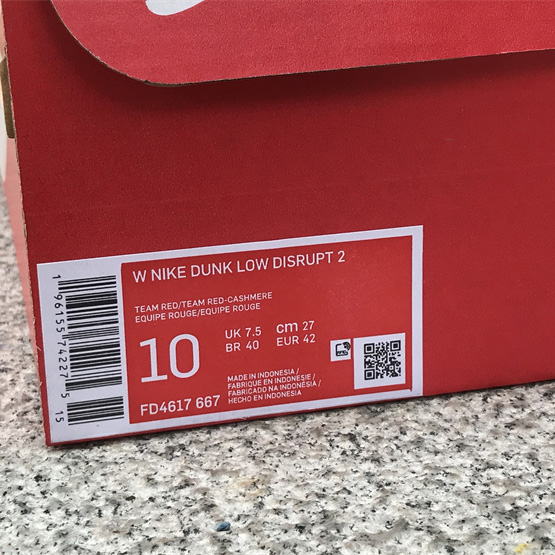 W NIKE DUNK LOW DISRUPT 2
TEAM RED/TEAM RED-CASHMERE
EQUIPE ROUGE/EQUIPE ROUGE
10
UK 7.5 cm 27
BR 40 EUR 42
MADE IN INDONESIA/
FABRIQUE EN INDONESIE/
FABRICADO NA INDONÉSIA/
HECHO EN INDONESIA
FD4617 667
1 96155 74227 5 15